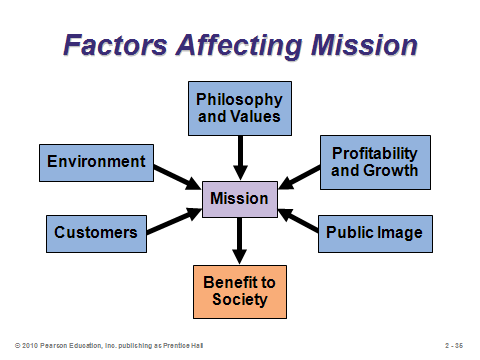 Factors Affecting Mission
Philosophy
and Values
Environment
Profitability
and Growth
Mission
Customers
Public Image
Benefit to
Society
© 2010 Pearson Education, Inc. publishing as Prentice Hall
2 - 35